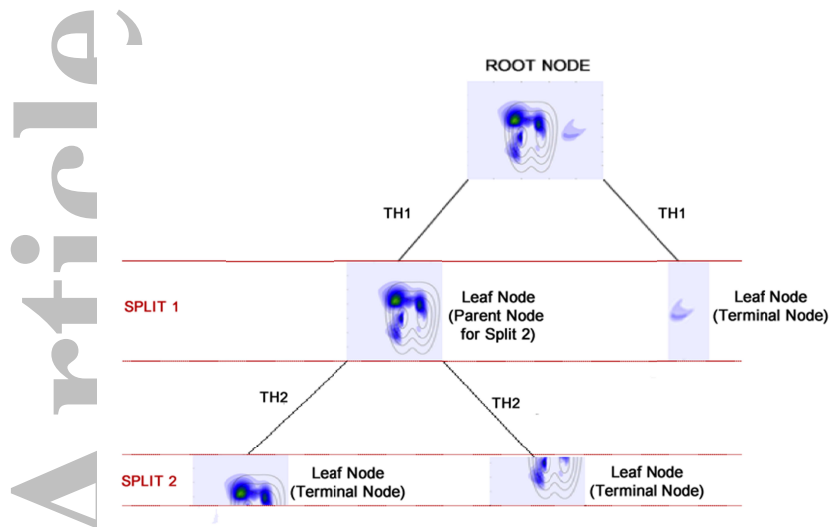 Article
ROOT NODE
TH1
TH1
SPLIT 1
Leaf Node
(Parent Node
for Split 2)
Leaf Node
(Terminal Node)
TH2
TH2
SPLIT 2
Leaf Node
(Terminal Node)
Leaf Node
(Terminal Node)